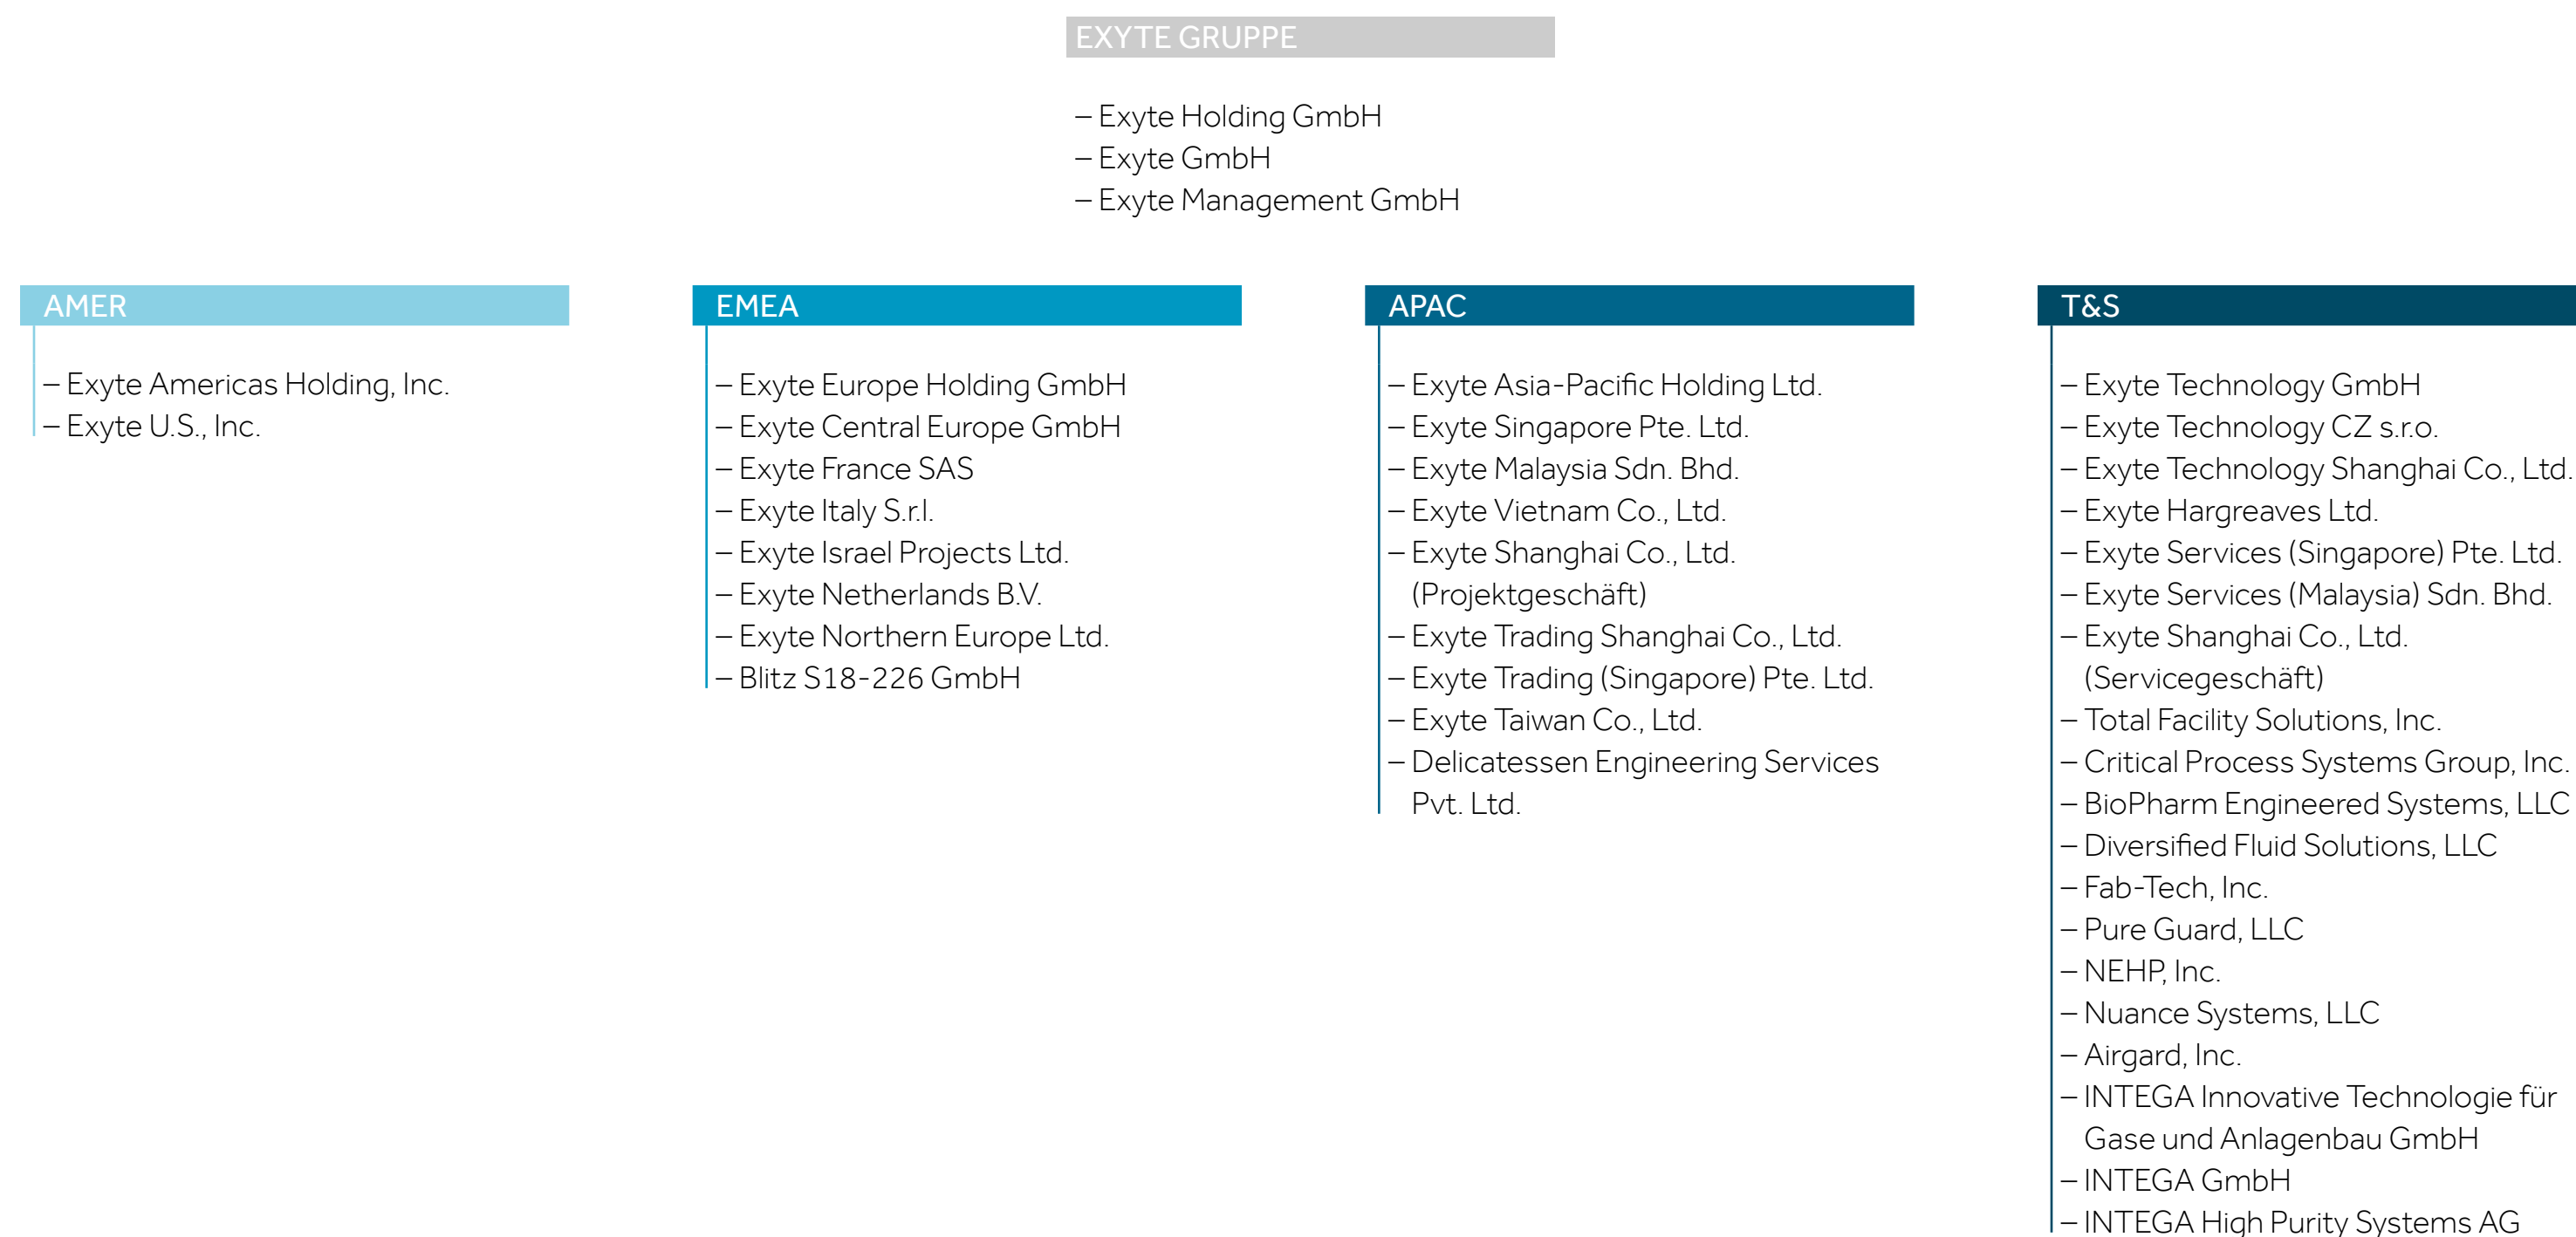 EXYTE GRUPPE
– Exyte Holding GmbH
– Exyte GmbH
– Exyte Management GmbH
AMER
– Exyte Americas Holding, Inc.
– Exyte U.S., Inc.
EMEA
– Exyte Europe Holding GmbH
– Exyte Central Europe GmbH
– Exyte France SAS
– Exyte Italy S.r.l.
– Exyte Israel Projects Ltd.
– Exyte Netherlands B.V.
– Exyte Northern Europe Ltd.
– Blitz S18-226 GmbH
APAC
– Exyte Asia-Pacific Holding Ltd.
– Exyte Singapore Pte. Ltd.
– Exyte Malaysia Sdn. Bhd.
– Exyte Vietnam Co., Ltd.
– Exyte Shanghai Co., Ltd.
(Projektgeschäft)
– Exyte Trading Shanghai Co., Ltd.
– Exyte Trading (Singapore) Pte. Ltd.
– Exyte Taiwan Co., Ltd.
– Delicatessen Engineering Services
Pvt. Ltd.
T&S
– Exyte Technology GmbH
– Exyte Technology CZ s.r.o.
– Exyte Technology Shanghai Co., Ltd.
– Exyte Hargreaves Ltd.
– Exyte Services (Singapore) Pte. Ltd.
– Exyte Services (Malaysia) Sdn. Bhd.
– Exyte Shanghai Co., Ltd.
(Servicegeschäft)
– Total Facility Solutions, Inc.
– Critical Process Systems Group, Inc.
– BioPharm Engineered Systems, LLC
– Diversified Fluid Solutions, LLC
– Fab-Tech, Inc.
– Pure Guard, LLC
– NEHP, Inc.
– Nuance Systems, LLC
– Airgard, Inc.
– INTEGA Innovative Technologie für
Gase und Anlagenbau GmbH
– INTEGA GmbH
– INTEGA High Purity Systems AG